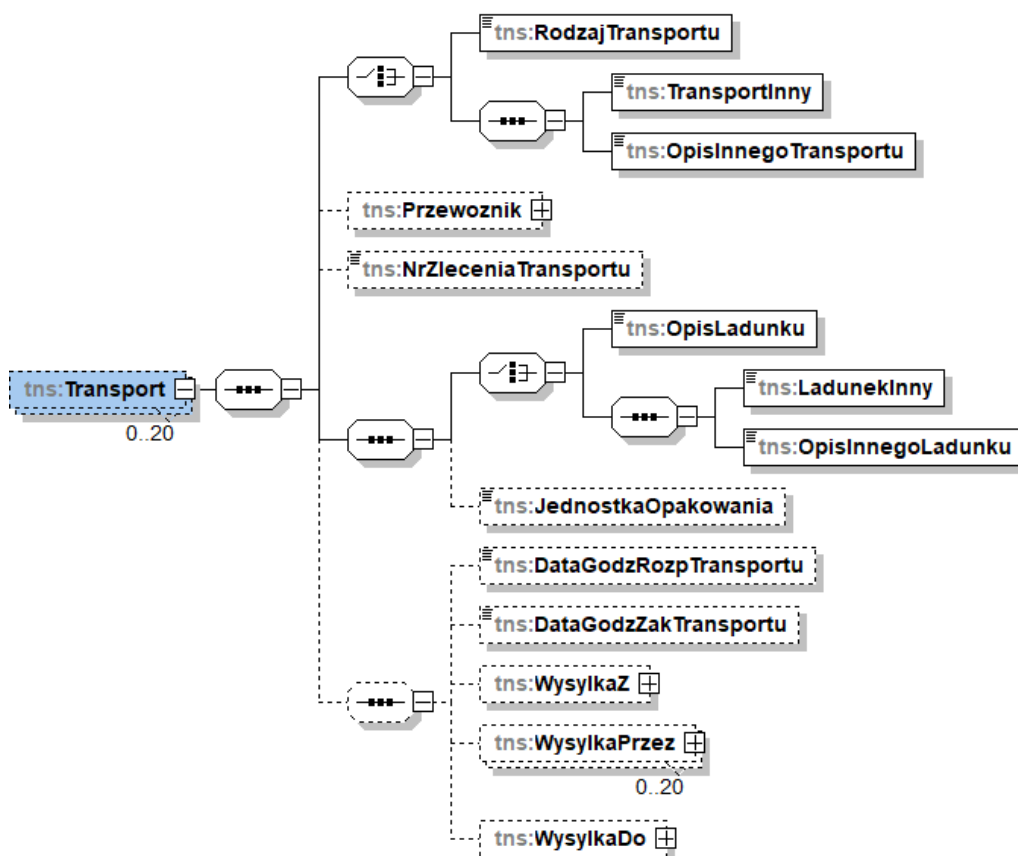 tns:RodzajTransportu
tns:TransportInny
tns:OpisInnegoTransportu
tns:Przewoznik
tns:NrZleceniaTransportu
tns:OpisLadunku
tns:Transport
0..20
tns:LadunekInny
tns:OpisInnegoLadunku
tns:JednostkaOpakowania
tns:DataGodzRozpTransportu
tns:DataGodzZakTransportu
tns:WysylkaZ
tns:WysylkaPrzez
0..20
tns:WysylkaDo